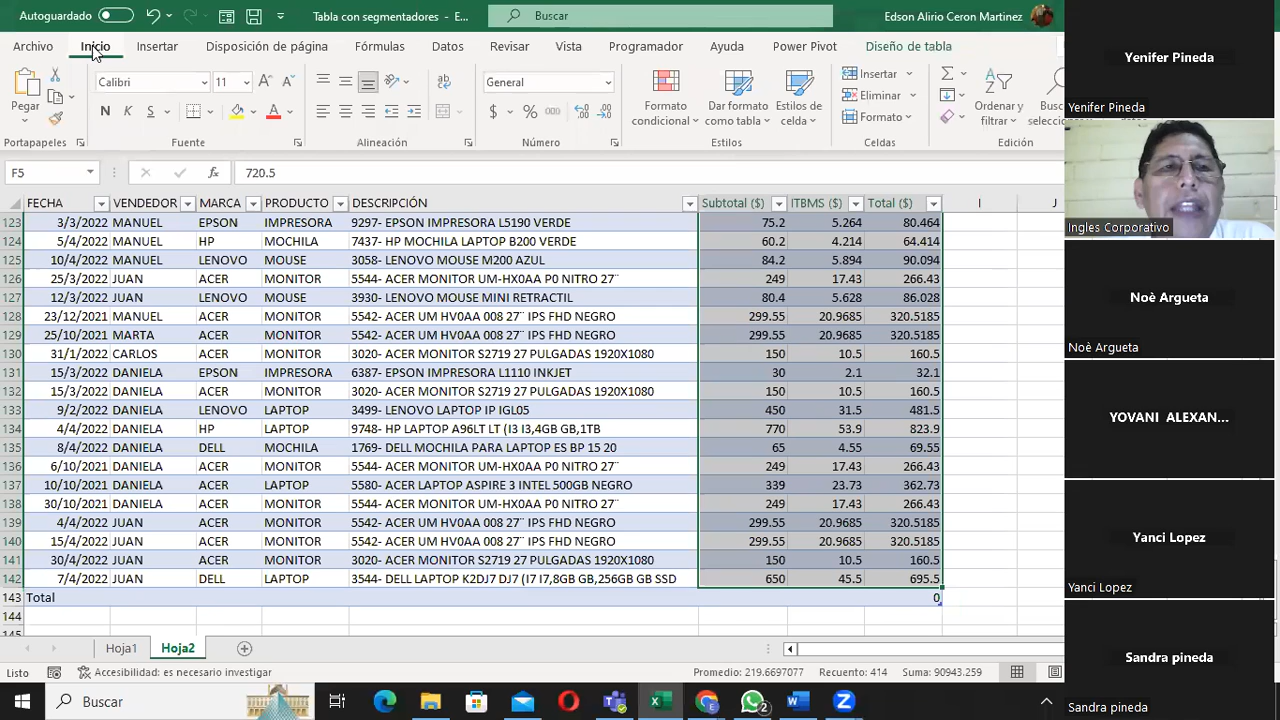 Autoguardado
Tabla con segmentadores - E...
Buscar
Edson Alirio Ceron Martinez
Archivo Inicio Insertar Disposición de página Fórmulas Datos Revisar Vista Programador Ayuda Power Pivot Diseño de tabla
Pegar
Calibri 11
N K S
General
$ % 000
Formato condicional
Dar formato como tabla
Estilos de celda
Insertar
Eliminar
Formato
Ordenar y filtrar
Portapapeles Fuente Alineación Número Estilos Celdas Edición
F5 fx 720.5
FECHA VENDEDOR MARCA PRODUCTO DESCRIPCIÓN Subtotal ($) ITBMS ($) Total ($) I J
123 3/3/2022 MANUEL EPSON IMPRESORA 9297- EPSON IMPRESORA L5190 VERDE 75.2 5.264 80.464
124 5/4/2022 MANUEL HP MOCHILA 7437- HP MOCHILA LAPTOP B200 VERDE 60.2 4.214 64.414
125 10/4/2022 MANUEL LENOVO MOUSE 3058- LENOVO MOUSE M200 AZUL 84.2 5.894 90.094
126 25/3/2022 JUAN ACER MONITOR 5544- ACER MONITOR UM-HX0AA P0 NITRO 27¨ 249 17.43 266.43
127 12/3/2022 JUAN LENOVO MOUSE 3930- LENOVO MOUSE MINI RETRACTIL 80.4 5.628 86.028
128 23/12/2021 MANUEL ACER MONITOR 5542- ACER UM HV0AA 008 27¨ IPS FHD NEGRO 299.55 20.9685 320.5185
129 25/10/2021 MARTA ACER MONITOR 5542- ACER UM HV0AA 008 27¨ IPS FHD NEGRO 299.55 20.9685 320.5185
130 31/1/2022 CARLOS ACER MONITOR 3020- ACER MONITOR S2719 27 PULGADAS 1920X1080 150 10.5 160.5
131 15/3/2022 DANIELA EPSON IMPRESORA 6387- EPSON IMPRESORA L1110 INKJET 30 2.1 32.1
132 15/3/2022 DANIELA ACER MONITOR 3020- ACER MONITOR S2719 27 PULGADAS 1920X1080 150 10.5 160.5
133 9/2/2022 DANIELA LENOVO LAPTOP 3499- LENOVO LAPTOP IP IGL05 450 31.5 481.5
134 4/4/2022 DANIELA HP LAPTOP 9748- HP LAPTOP A96LT LT (I3 I3,4GB GB,1TB 770 53.9 823.9
135 8/4/2022 DANIELA DELL MOCHILA 1769- DELL MOCHILA PARA LAPTOP ES BP 15 20 65 4.55 69.55
136 6/10/2021 DANIELA ACER MONITOR 5544- ACER MONITOR UM-HX0AA P0 NITRO 27¨ 249 17.43 266.43
137 10/10/2021 DANIELA ACER LAPTOP 5580- ACER LAPTOP ASPIRE 3 INTEL 500GB NEGRO 339 23.73 362.73
138 30/10/2021 DANIELA ACER MONITOR 5544- ACER MONITOR UM-HX0AA P0 NITRO 27¨ 249 17.43 266.43
139 4/4/2022 JUAN ACER MONITOR 5542- ACER UM HV0AA 008 27¨ IPS FHD NEGRO 299.55 20.9685 320.5185
140 15/4/2022 JUAN ACER MONITOR 5542- ACER UM HV0AA 008 27¨ IPS FHD NEGRO 299.55 20.9685 320.5185
141 30/4/2022 JUAN ACER MONITOR 3020- ACER MONITOR S2719 27 PULGADAS 1920X1080 150 10.5 160.5
142 7/4/2022 JUAN DELL LAPTOP 3544- DELL LAPTOP K2DJ7 DJ7 (I7 I7,8GB GB,256GB GB SSD 650 45.5 695.5
143 Total 0
144
Hoja1 Hoja2
Listo Accesibilidad: es necesario investigar Promedio: 219.6697077 Recuento: 414 Suma: 90943.259
Buscar
2
Yenifer Pineda
Yenifer Pineda
Ingles Corporativo
Noè Argueta
Noè Argueta
YOVANI ALEXAN...
Yanci Lopez
Yanci Lopez
Sandra pineda
Sandra pineda